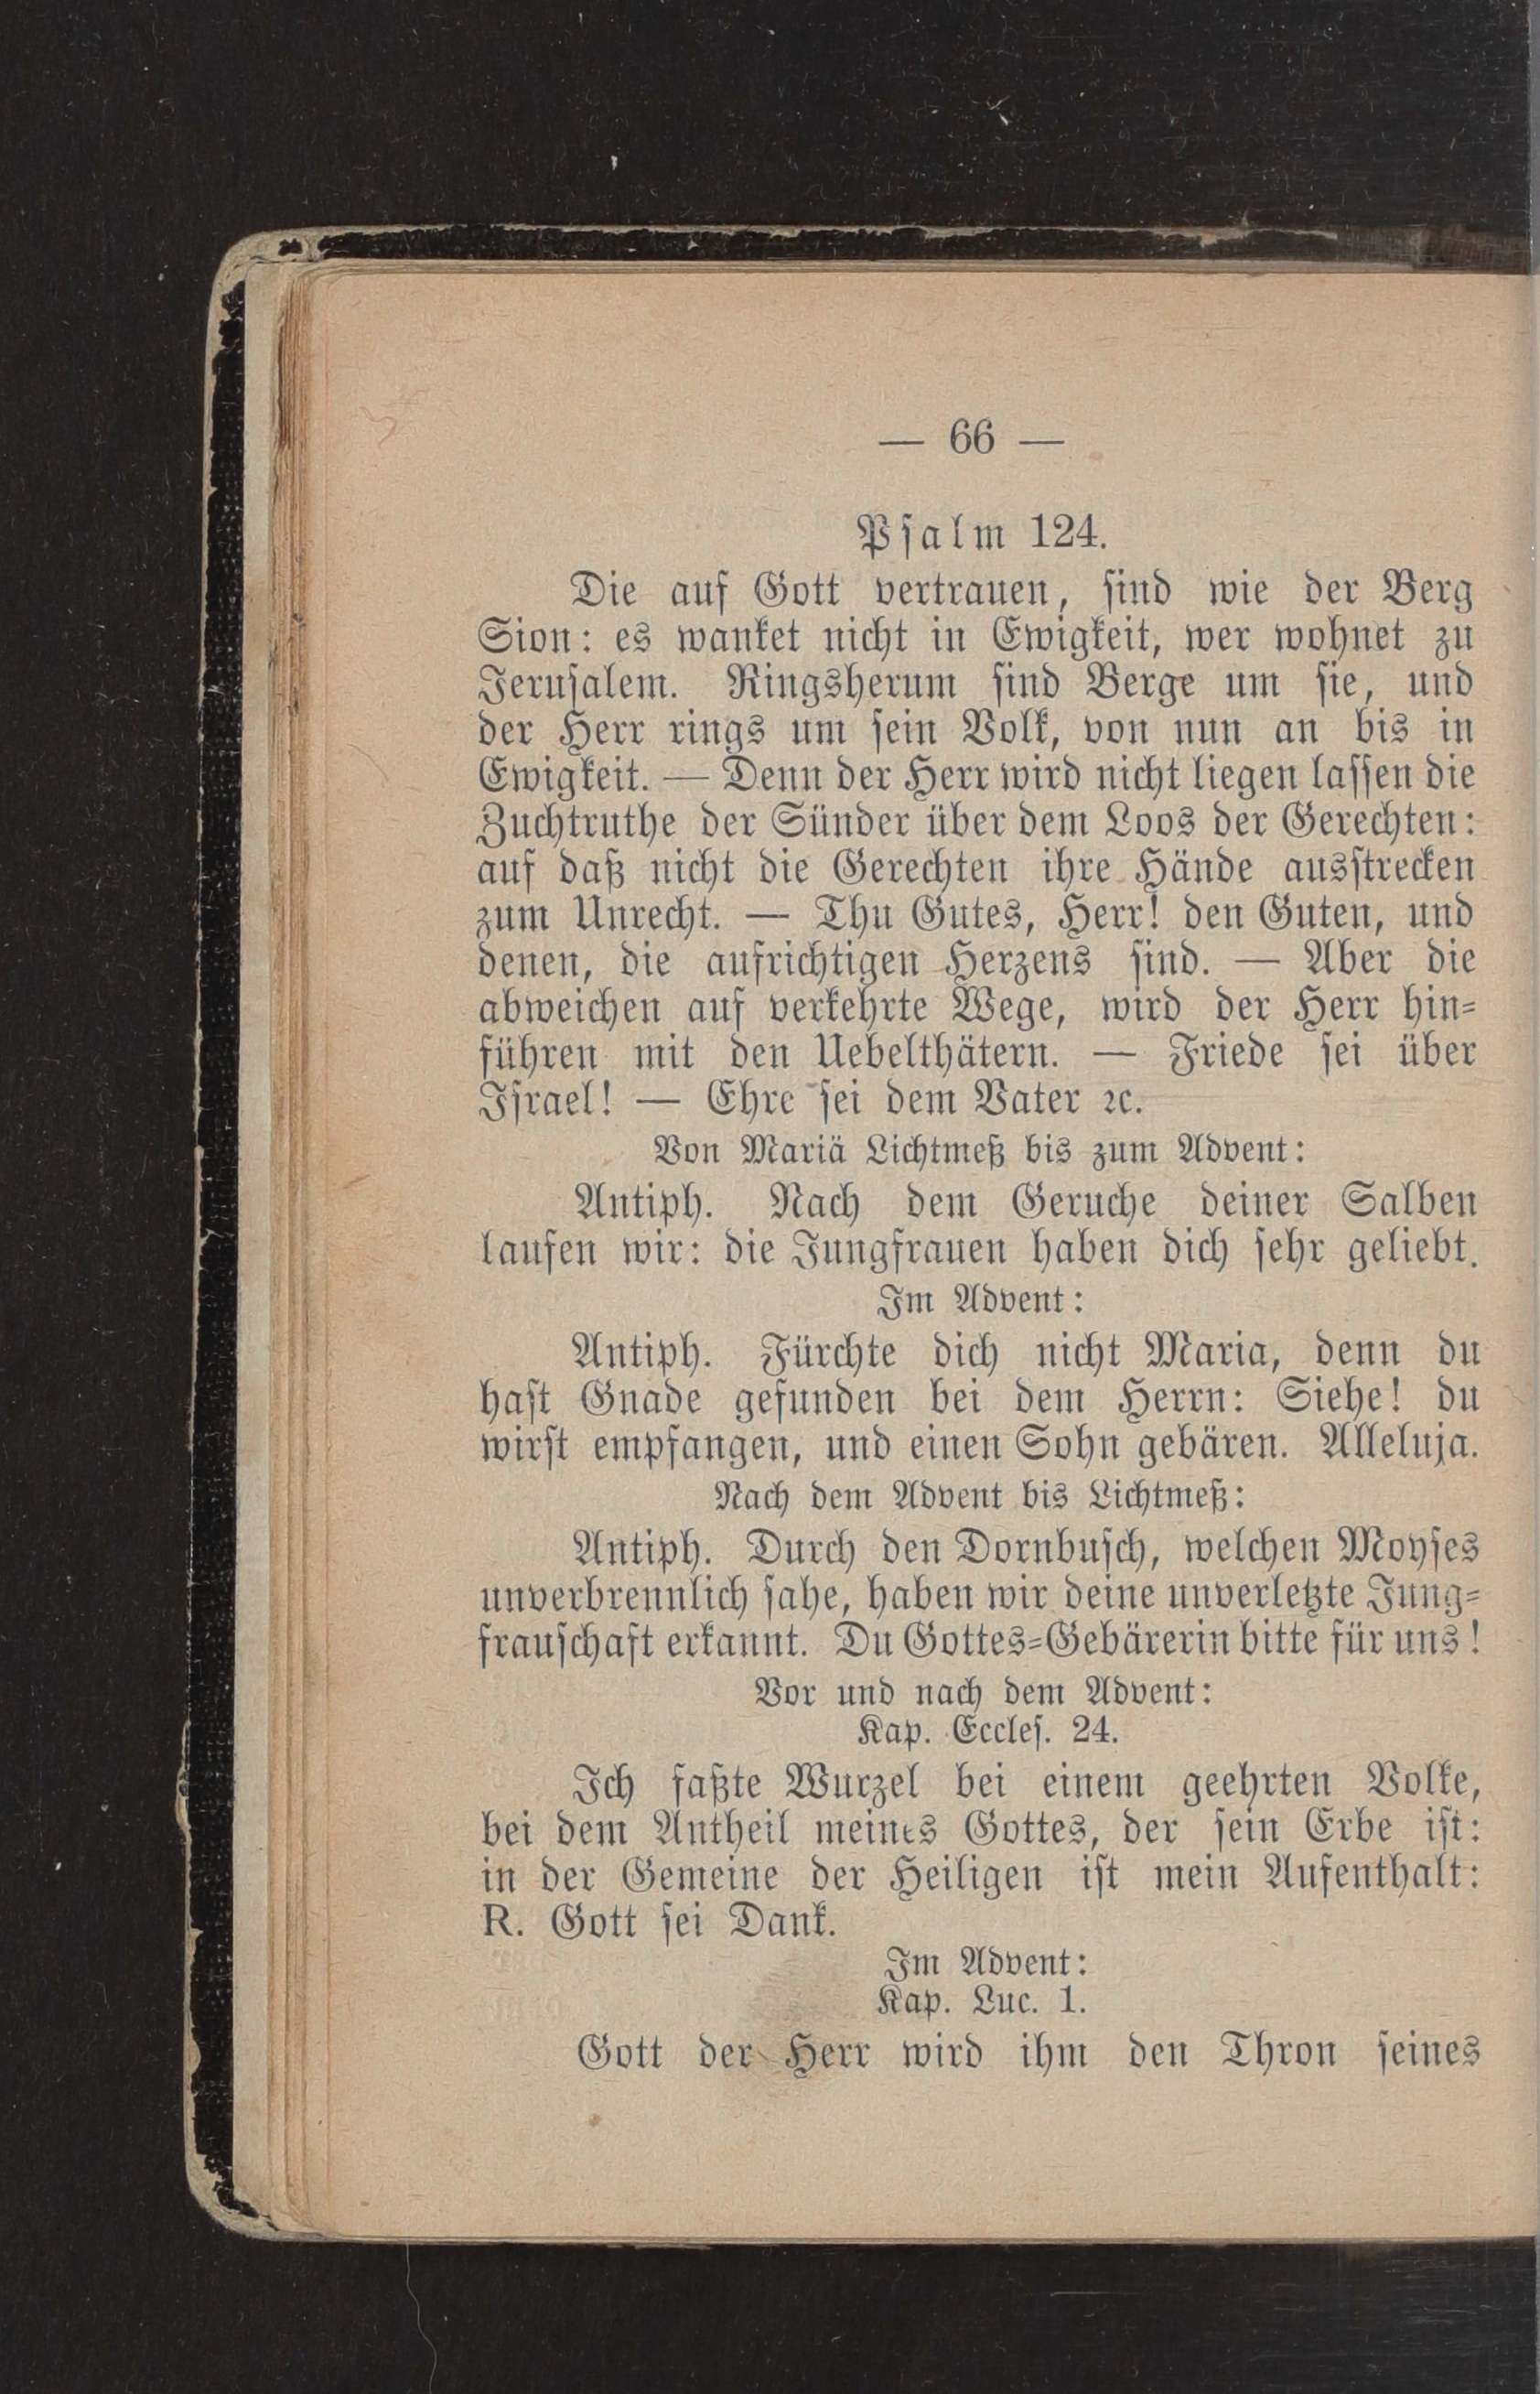 — 66 —
Psalm 124.
Die auf Gott vertrauen, sind wie der Berg
Sion: es wanket nicht in Ewigkeit, wer wohnet zu
Jerusalem. Ringsherum sind Berge um sie, und
der Herr rings um sein Volk, von nun an bis in
Ewigkeit. — Denn der Herr wird nicht liegen lassen die
Zuchtruthe der Sünder über dem Loos der Gerechten:
auf daß nicht die Gerechten ihre Hände ausstrecken
zum Unrecht. — Thu Gutes, Herr! den Guten, und
denen, die aufrichtigen Herzens sind. — Aber die
abweichen auf verkehrte Wege, wird der Herr hin-
führen mit den Uebelthätern. — Friede sei über
Israel! — Ehre sei dem Vater ꝛc.
Von Mariä Lichtmeß bis zum Advent:
Antiph. Nach dem Geruche deiner Salben
laufen wir: die Jungfrauen haben dich sehr geliebt.
Im Advent:
Antiph. Fürchte dich nicht Maria, denn du
hast Gnade gefunden bei dem Herrn: Siehe! du
wirst empfangen, und einen Sohn gebären. Alleluja.
Nach dem Advent bis Lichtmeß:
Antiph. Durch den Dornbusch, welchen Moyses
unverbrennlich sahe, haben wir deine unverletzte Jung-
frauschaft erkannt. Du Gottes-Gebärerin bitte für uns!
Vor und nach dem Advent:
Kap. Eccles. 24.
Ich faßte Wurzel bei einem geehrten Volke,
bei dem Antheil meines Gottes, der sein Erbe ist:
in der Gemeine der Heiligen ist mein Aufenthalt:
R. Gott sei Dank.
Im Advent:
Kap. Luc. 1.
Gott der Herr wird ihm den Thron seines